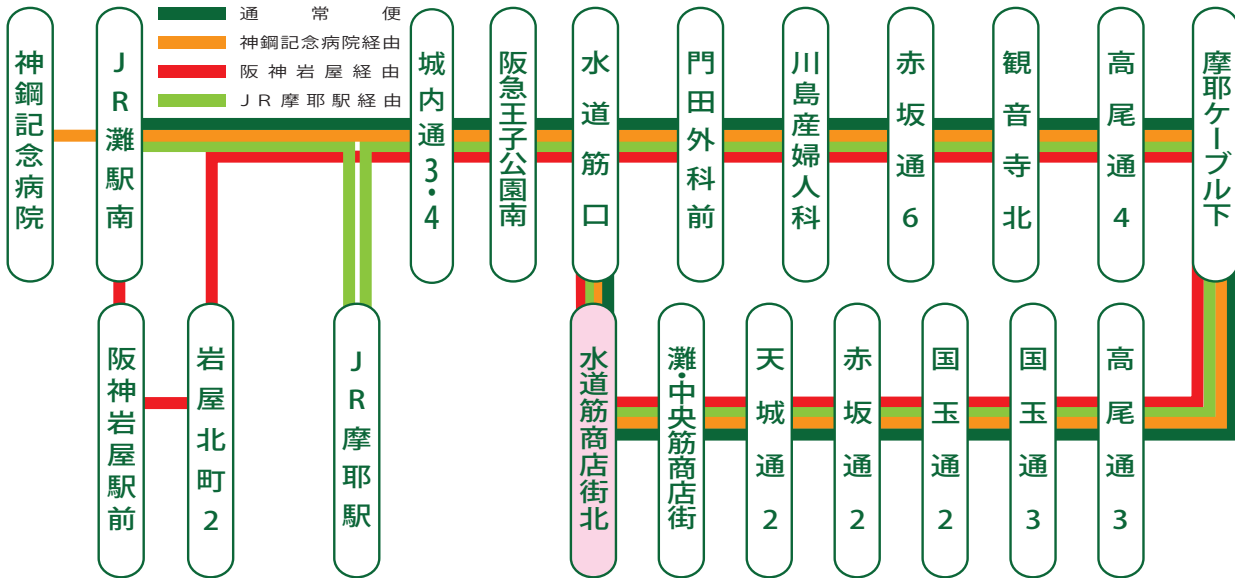 通常便
神鋼記念病院経由
阪神岩屋経由
JR摩耶駅経由
神鋼記念病院
JR灘駅南
城内通3・4
阪急王子公園南
水道筋口
門田外科前
川島産婦人科
赤坂通6
観音寺北
高尾通4
摩耶ケーブル下
阪神岩屋駅前
岩屋北町2
JR摩耶駅
水道筋商店街北
灘・中央筋商店街
天城通2
赤坂通2
国玉通2
国玉通3
高尾通3